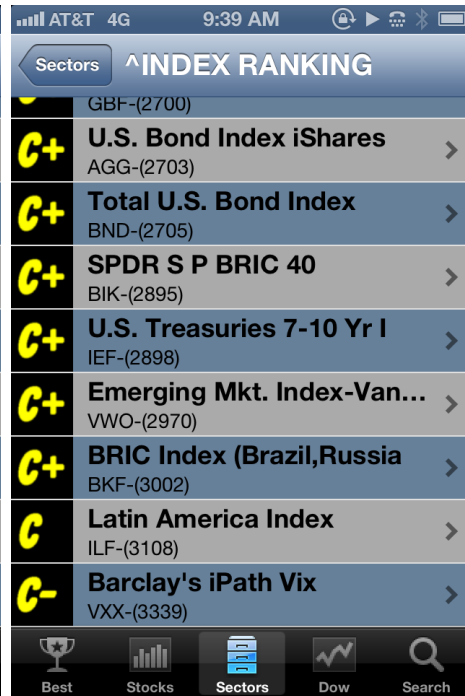 AT&T 4G 9:39 AM
Sectors ^INDEX RANKING
GBF-(2700)
C+ U.S. Bond Index iShares
AGG-(2703)
C+ Total U.S. Bond Index
BND-(2705)
C+ SPDR S P BRIC 40
BIK-(2895)
C+ U.S. Treasuries 7-10 Yr I
IEF-(2898)
C+ Emerging Mkt. Index-Van...
VWO-(2970)
C+ BRIC Index (Brazil,Russia
BKF-(3002)
C Latin America Index
ILF-(3108)
C- Barclay's iPath Vix
VXX-(3339)
Best Stocks Sectors Dow Search